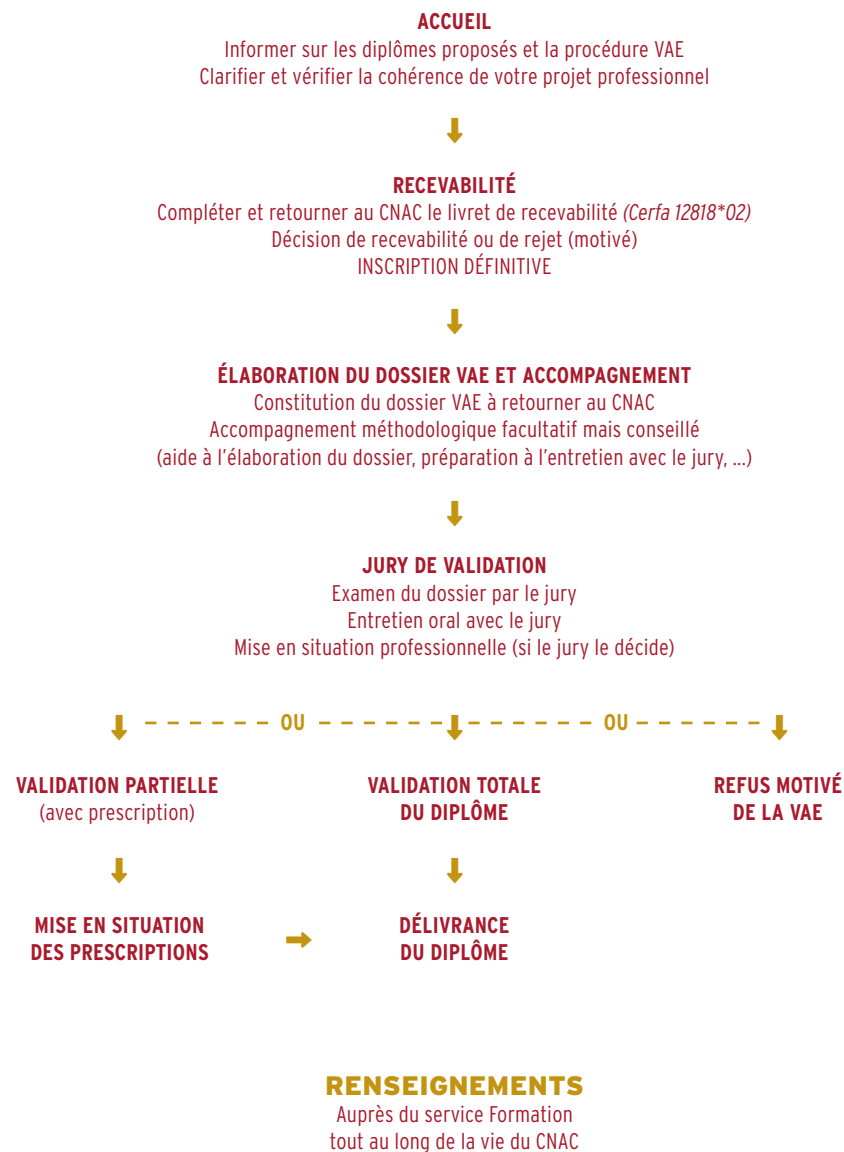 ACCUEIL
Informer sur les diplômes proposés et la procédure VAE
Clarifier et vérifier la cohérence de votre projet professionnel
RECEVABILITÉ
Compléter et retourner au CNAC le livret de recevabilité (Cerfa 12818*02)
Décision de recevabilité ou de rejet (motivé)
INSCRIPTION DÉFINITIVE
ÉLABORATION DU DOSSIER VAE ET ACCOMPAGNEMENT
Constitution du dossier VAE à retourner au CNAC
Accompagnement méthodologique facultatif mais conseillé
(aide à l'élaboration du dossier, préparation à l'entretien avec le jury, ...)
JURY DE VALIDATION
Examen du dossier par le jury
Entretien oral avec le jury
Mise en situation professionnelle (si le jury le décide)
OU OU
VALIDATION PARTIELLE
(avec prescription)
VALIDATION TOTALE
DU DIPLÔME
REFUS MOTIVÉ
DE LA VAE
MISE EN SITUATION
DES PRESCRIPTIONS
DÉLIVRANCE
DU DIPLÔME
RENSEIGNEMENTS
Auprès du service Formation
tout au long de la vie du CNAC